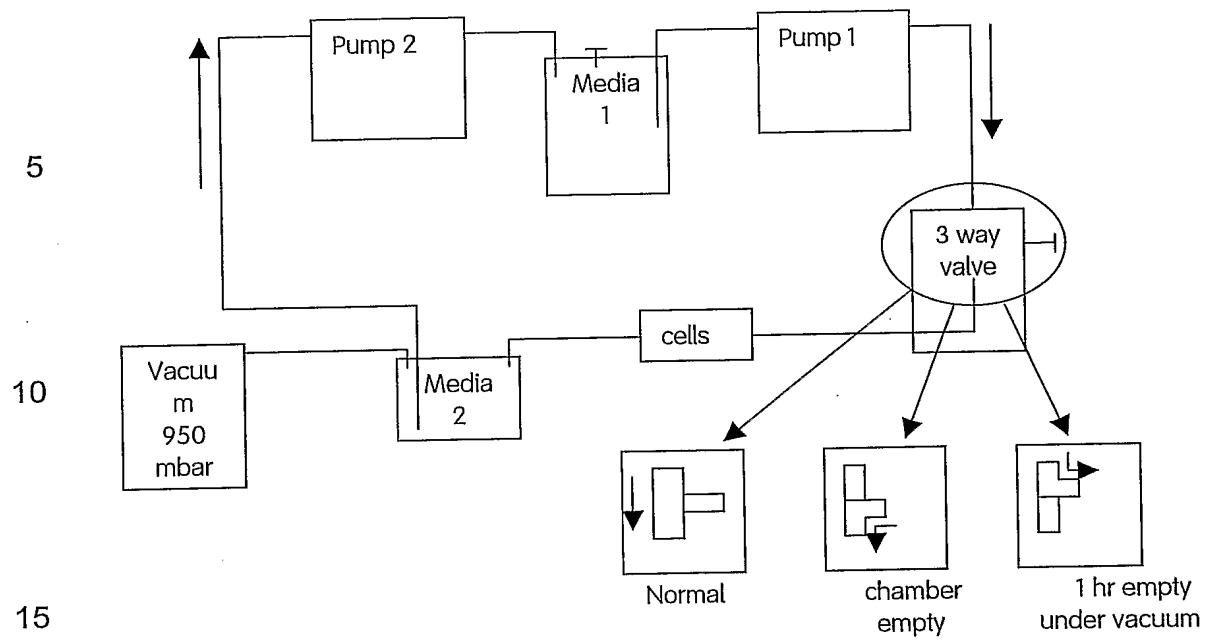 Pump 2
Media
1
Pump 1
5
3 way
valve
cells
Vacuu
m
950
mbar
Media
2
10
Normal
chamber
empty
1 hr empty
under vacuum
15